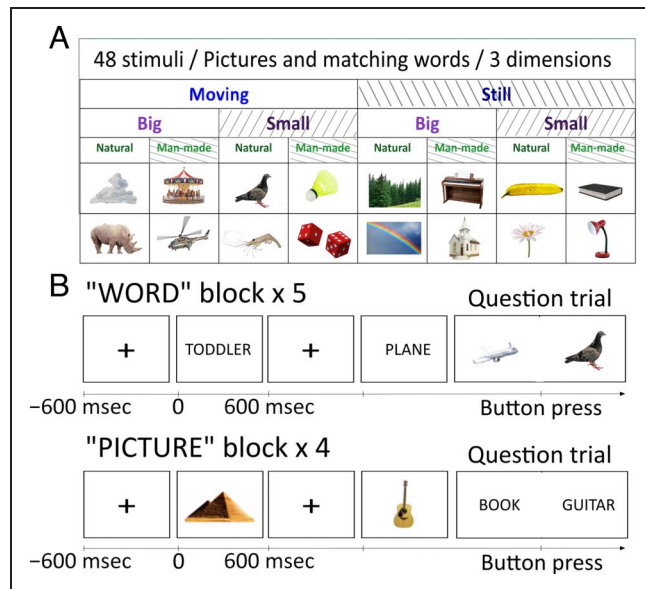 A
48 stimuli / Pictures and matching words / 3 dimensions
Moving Still
Big Small Big Small
Natural Man-made Natural Man-made Natural Man-made Natural Man-made
B
"WORD" block x 5 Question trial
+ TODDLER + PLANE
−600 msec 0 600 msec Button press
"PICTURE" block x 4 Question trial
+ + BOOK GUITAR
−600 msec 0 600 msec Button press